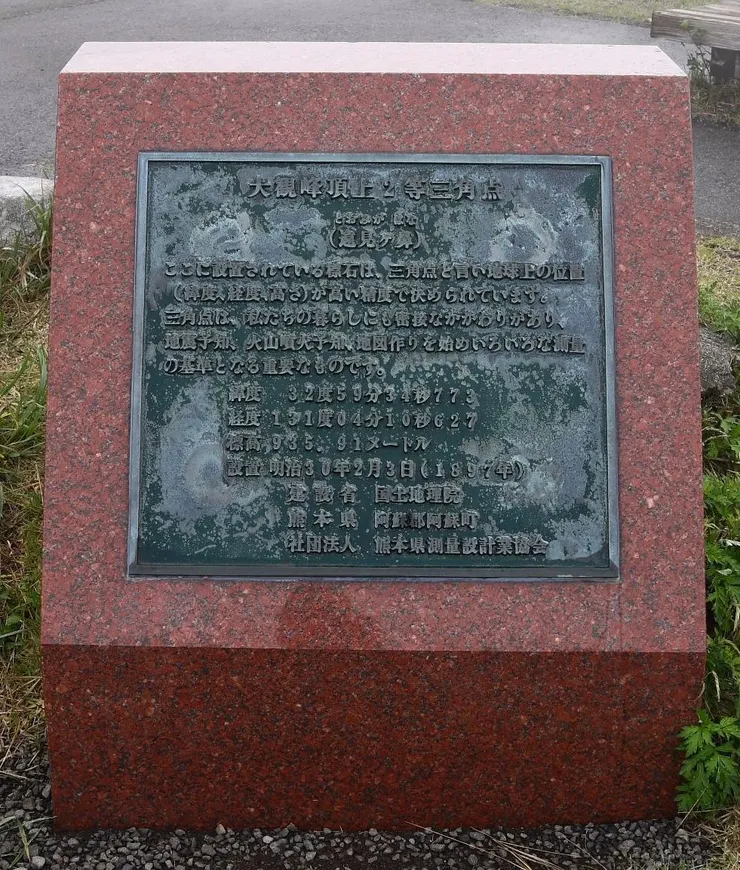 大観峰頂上2等三角点
とおみがはな
（遠見ヶ鼻）
ここに設置されている標石は、三角点と言い地球上の位置
（緯度、経度、高さ）が高い精度で決められています。
三角点は、私たちの暮らしにも密接なかかわりがあり、
地震予知、火山噴火予知、地図作りを始めいろいろな測量
の基準となる重要なものです。
緯度 32度59分34秒773
経度 131度04分10秒627
標高 935.91メートル
設置 明治30年2月3日（1897年）
建設省 国土地理院
熊本県 阿蘇郡阿蘇町
社団法人 熊本県測量設計業協会